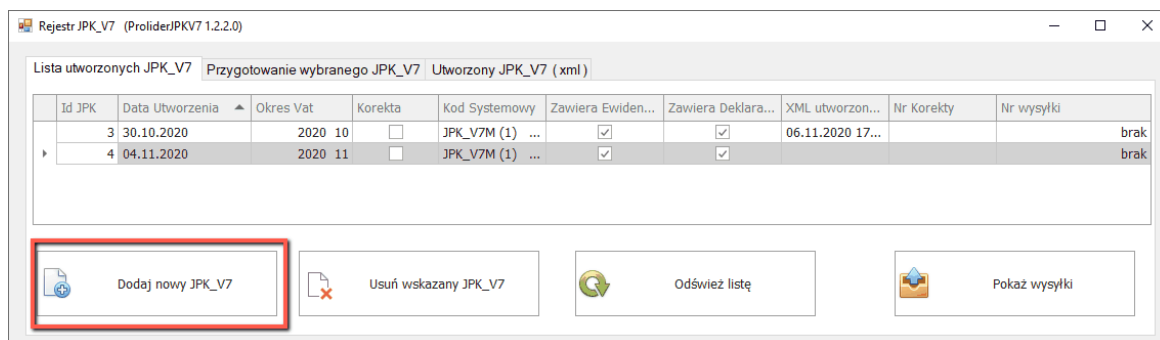 Rejestr JPK_V7 (ProliderJPKV7 1.2.2.0)
Lista utworzonych JPK_V7 Przygotowanie wybranego JPK_V7 Utworzony JPK_V7 ( xml )
Id JPK Data Utworzenia Okres Vat Korekta Kod Systemowy Zawiera Ewiden... Zawiera Deklara... XML utworzon... Nr Korekty Nr wysyłki
3 30.10.2020 2020 10 JPK_V7M (1) ... 06.11.2020 17... brak
4 04.11.2020 2020 11 JPK_V7M (1) ... brak
Dodaj nowy JPK_V7 Usuń wskazany JPK_V7 Odśwież listę Pokaż wysyłki